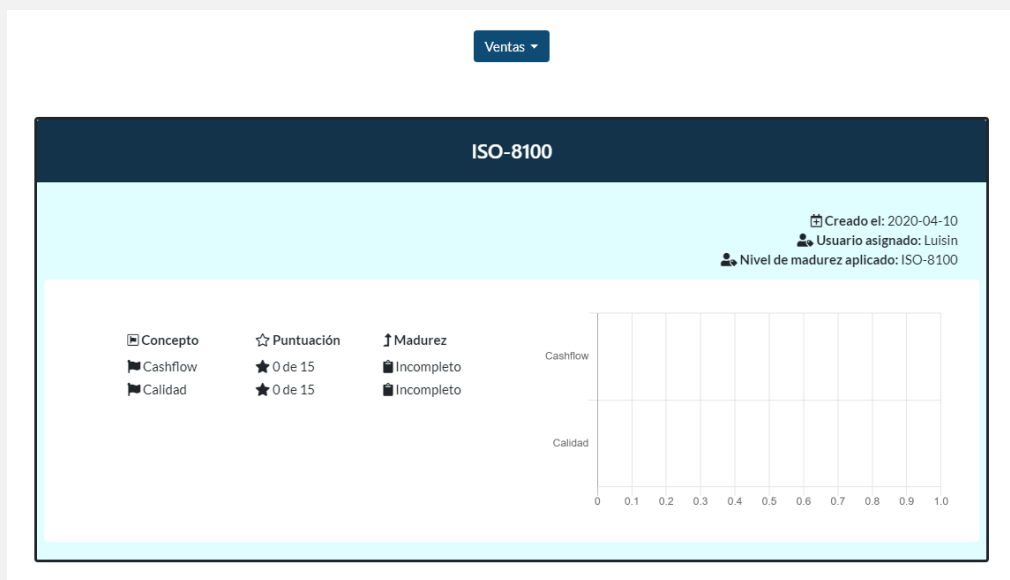 Ventas
ISO-8100
Creado el: 2020-04-10
Usuario asignado: Luisin
Nivel de madurez aplicado: ISO-8100
Concepto Puntuación Madurez
Cashflow 0 de 15 Incompleto
Calidad 0 de 15 Incompleto
Cashflow
Calidad
0 0.1 0.2 0.3 0.4 0.5 0.6 0.7 0.8 0.9 1.0